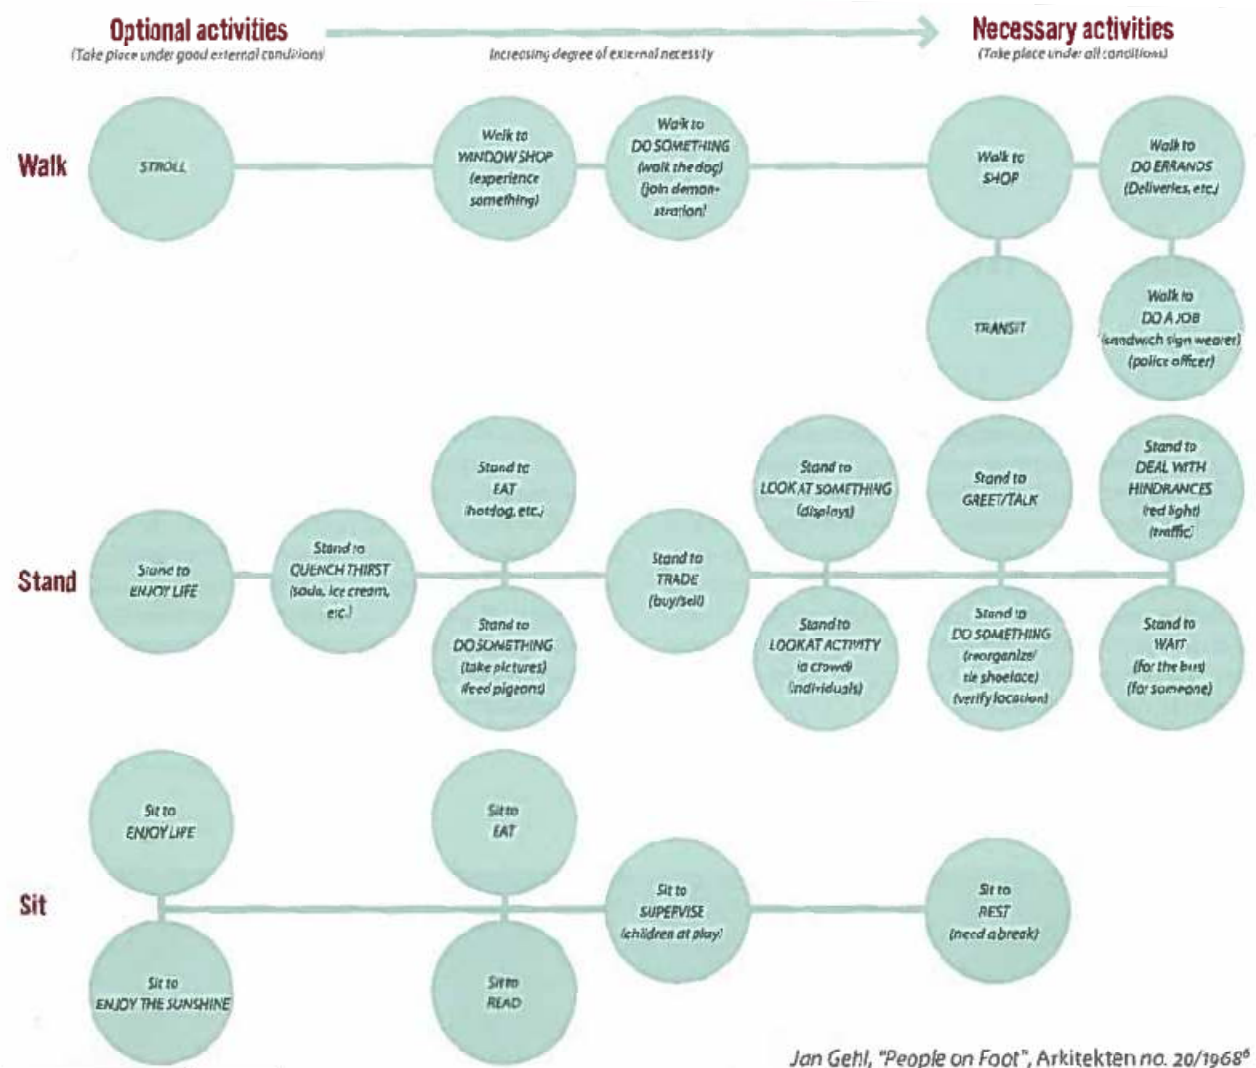 Optional activities
(Take place under good external conditions)
Increasing degree of external necessity
Necessary activities
(Take place under all conditions)
Walk
STROLL
Walk to
WINDOW SHOP
(experience
something)
Walk to
DO SOMETHING
(walk the dog)
(join demon-
stration)
Walk to
SHOP
Walk to
DO ERRANDS
(Deliveries, etc.)
TRANSIT
Walk to
DO A JOB
(sandwich sign wearer)
(police officer)
Stand
Stand to
ENJOY LIFE
Stand to
QUENCH THIRST
(soda, ice cream,
etc.)
Stand to
EAT
(hotdog, etc.)
Stand to
DO SOMETHING
(take pictures)
(feed pigeons)
Stand to
TRADE
(buy/sell)
Stand to
LOOK AT SOMETHING
(displays)
Stand to
LOOK AT ACTIVITY
(a crowd)
(individuals)
Stand to
GREET/TALK
Stand to
DO SOMETHING
(reorganize/
tie shoelace)
(verify location)
Stand to
DEAL WITH
HINDRANCES
(red light)
(traffic)
Stand to
WAIT
(for the bus)
(for someone)
Sit
Sit to
ENJOY LIFE
Sit to
ENJOY THE SUNSHINE
Sit to
EAT
Sit to
READ
Sit to
SUPERVISE
(children at play)
Sit to
REST
(need a break)
Jan Gehl, "People on Foot", Arkitekten no. 20/1968⁶